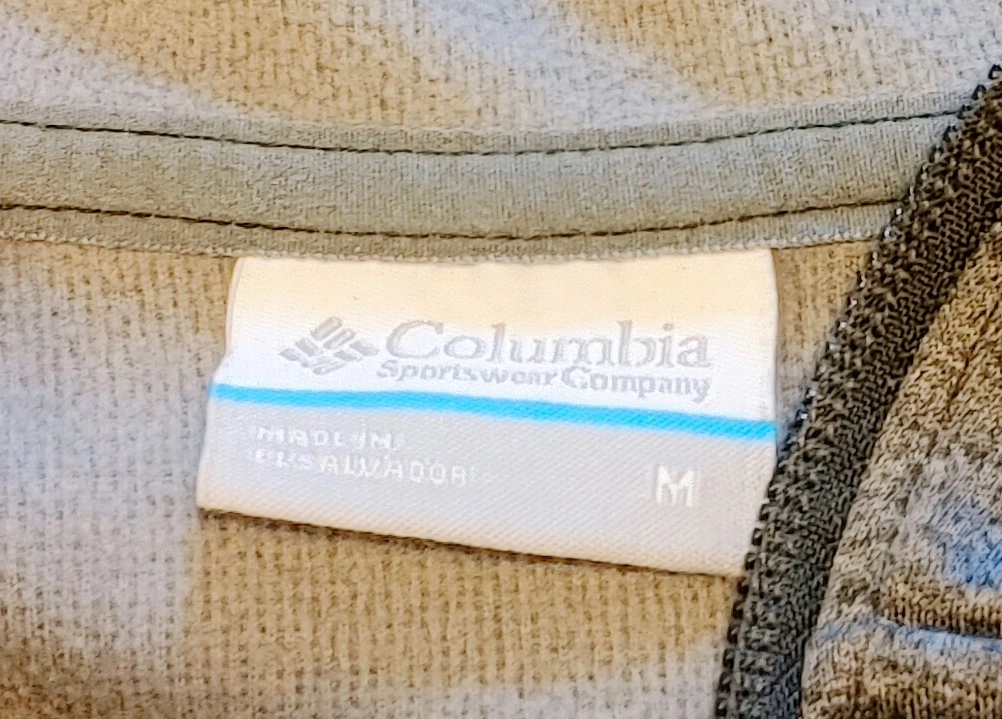 Columbia
Sportswear Company
MADE IN/
EL SALVADOR
M